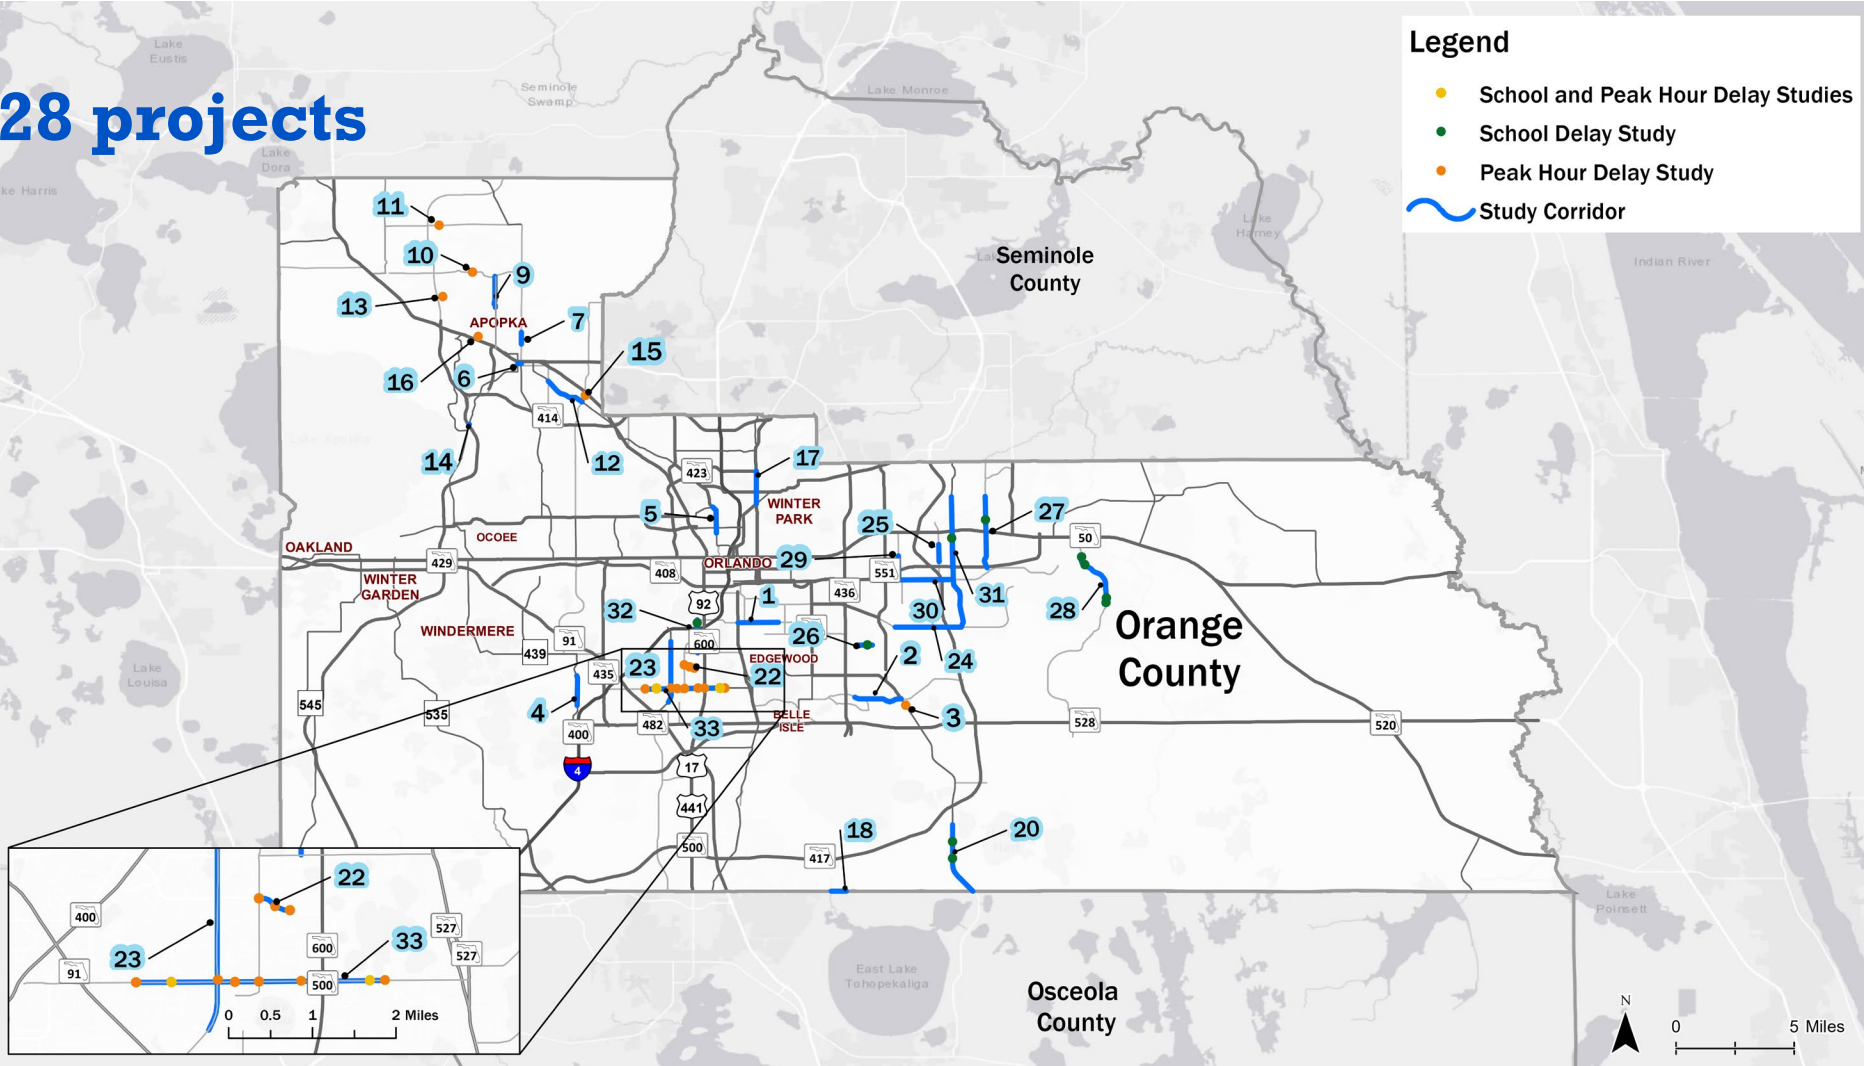 28 projects
Legend
School and Peak Hour Delay Studies
School Delay Study
Peak Hour Delay Study
Study Corridor
Lake
Eustis
Seminole
Swamp
Lake Monroe
Lake
Dora
ke Harris
Lake
Harney
Indian River
Seminole
County
11
10
9
13
APOPKA
7
15
16
6
414
14
12
423
17
WINTER
PARK
5
25
27
50
OCOEE
OAKLAND
429
ORLANDO
29
551
WINTER
GARDEN
408
436
92
1
32
30
31
28
Orange
County
WINDERMERE
439
91
600
26
24
2
EDGEWOOD
23
22
435
Lake
Louisa
545
535
4
400
482
33
BELLE
ISLE
3
528
520
4
17
441
500
417
18
20
22
400
23
91
600
33
527
527
500
0 0.5 1 2 Miles
East Lake
Tohopekaliga
Osceola
County
Lake
Poinsett
N
0 5 Miles